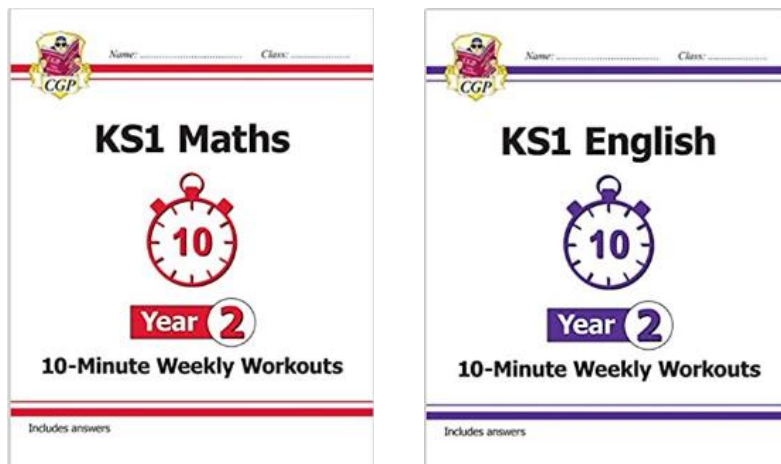 Name: ........................... Class: ...................
CGP
KS1 Maths
10
Year 2
10-Minute Weekly Workouts
Includes answers
Name: ........................... Class: ...................
CGP
KS1 English
10
Year 2
10-Minute Weekly Workouts
Includes answers